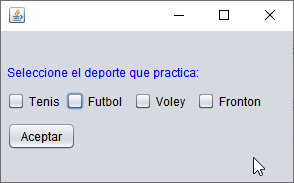 Seleccione el deporte que practica:
Tenis Futbol Voley Fronton
Aceptar